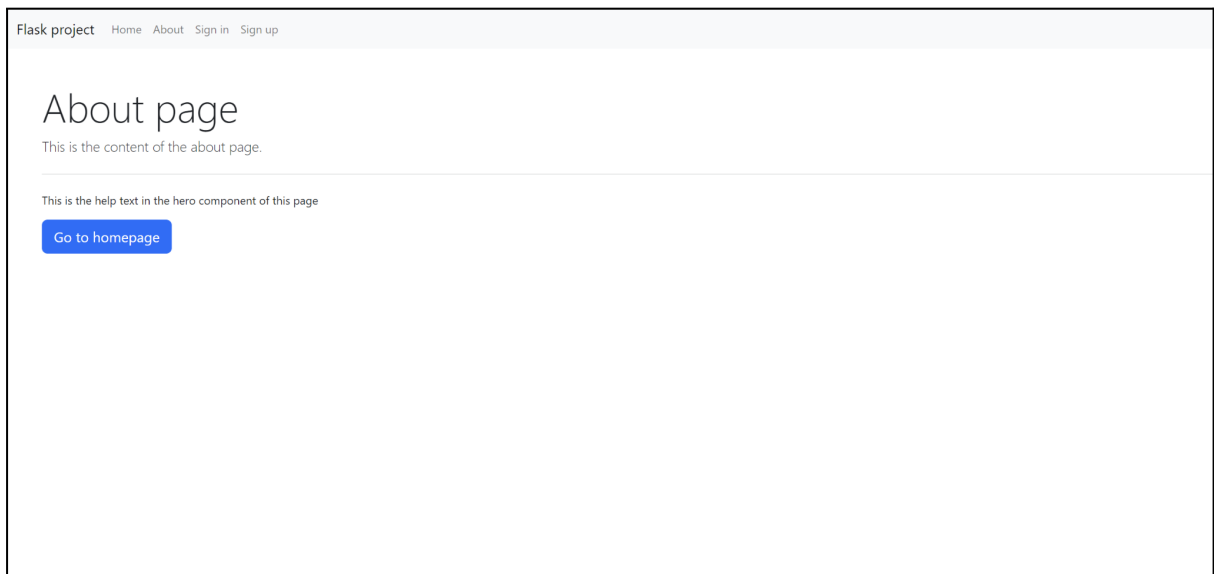 Flask project Home About Sign in Sign up
About page
This is the content of the about page.
This is the help text in the hero component of this page
Go to homepage